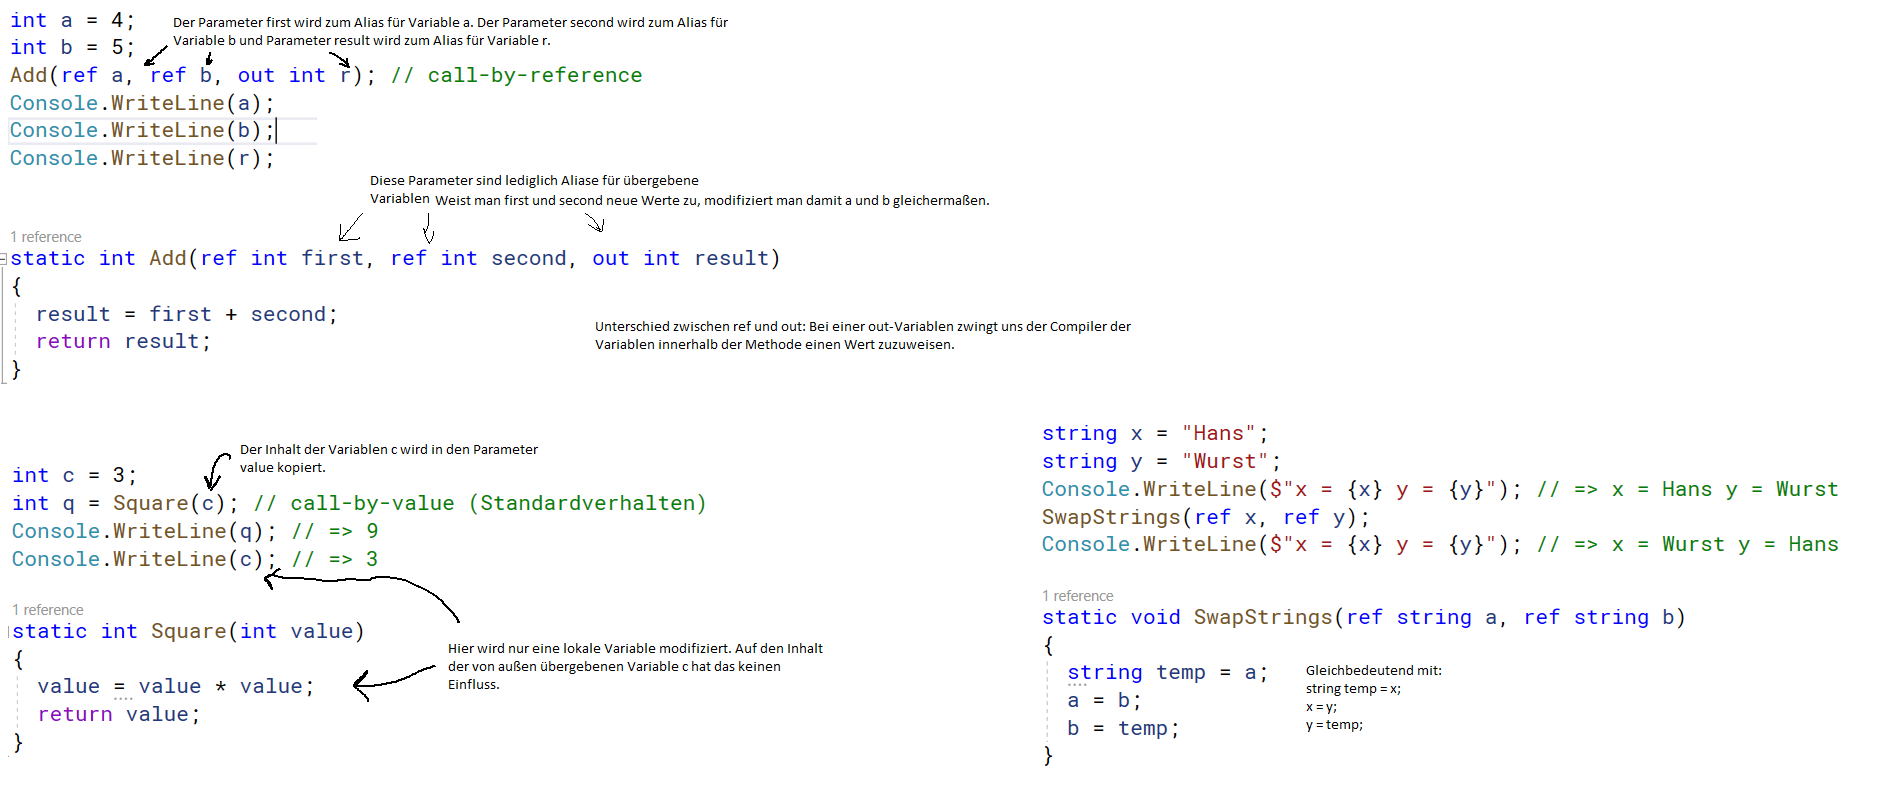 int a = 4;
Der Parameter first wird zum Alias für Variable a. Der Parameter second wird zum Alias für
int b = 5;
Variable b und Parameter result wird zum Alias für Variable r.
Add(ref a, ref b, out int r); // call-by-reference
Console.WriteLine(a);
Console.WriteLine(b);
Console.WriteLine(r);
Diese Parameter sind lediglich Aliase für übergebene
Variablen Weist man first und second neue Werte zu, modifiziert man damit a und b gleichermaßen.
1 reference
static int Add(ref int first, ref int second, out int result)
{
result = first + second;
return result;
}
Unterschied zwischen ref und out: Bei einer out-Variablen zwingt uns der Compiler der
Variablen innerhalb der Methode einen Wert zuzuweisen.
Der Inhalt der Variablen c wird in den Parameter
value kopiert.
int c = 3;
int q = Square(c); // call-by-value (Standardverhalten)
Console.WriteLine(q); // => 9
Console.WriteLine(c); // => 3
1 reference
static int Square(int value)
{
value = value * value;
return value;
}
Hier wird nur eine lokale Variable modifiziert. Auf den Inhalt
der von außen übergebenen Variable c hat das keinen
Einfluss.
string x = "Hans";
string y = "Wurst";
Console.WriteLine($"x = {x} y = {y}"); // => x = Hans y = Wurst
SwapStrings(ref x, ref y);
Console.WriteLine($"x = {x} y = {y}"); // => x = Wurst y = Hans
1 reference
static void SwapStrings(ref string a, ref string b)
{
string temp = a;
a = b;
b = temp;
}
Gleichbedeutend mit:
string temp = x;
x = y;
y = temp;